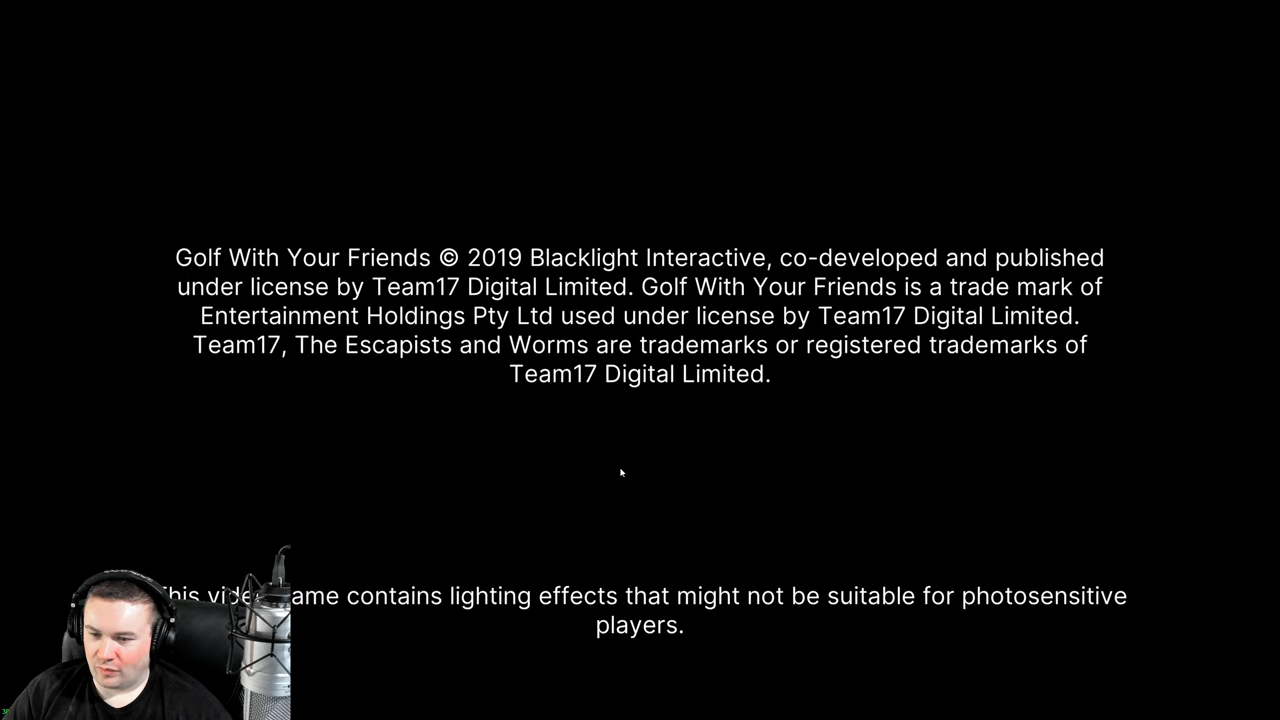 Golf With Your Friends © 2019 Blacklight Interactive, co-developed and published
under license by Team17 Digital Limited. Golf With Your Friends is a trade mark of
Entertainment Holdings Pty Ltd used under license by Team17 Digital Limited.
Team17, The Escapists and Worms are trademarks or registered trademarks of
Team17 Digital Limited.
contains lighting effects that might not be suitable for photosensitive
players.